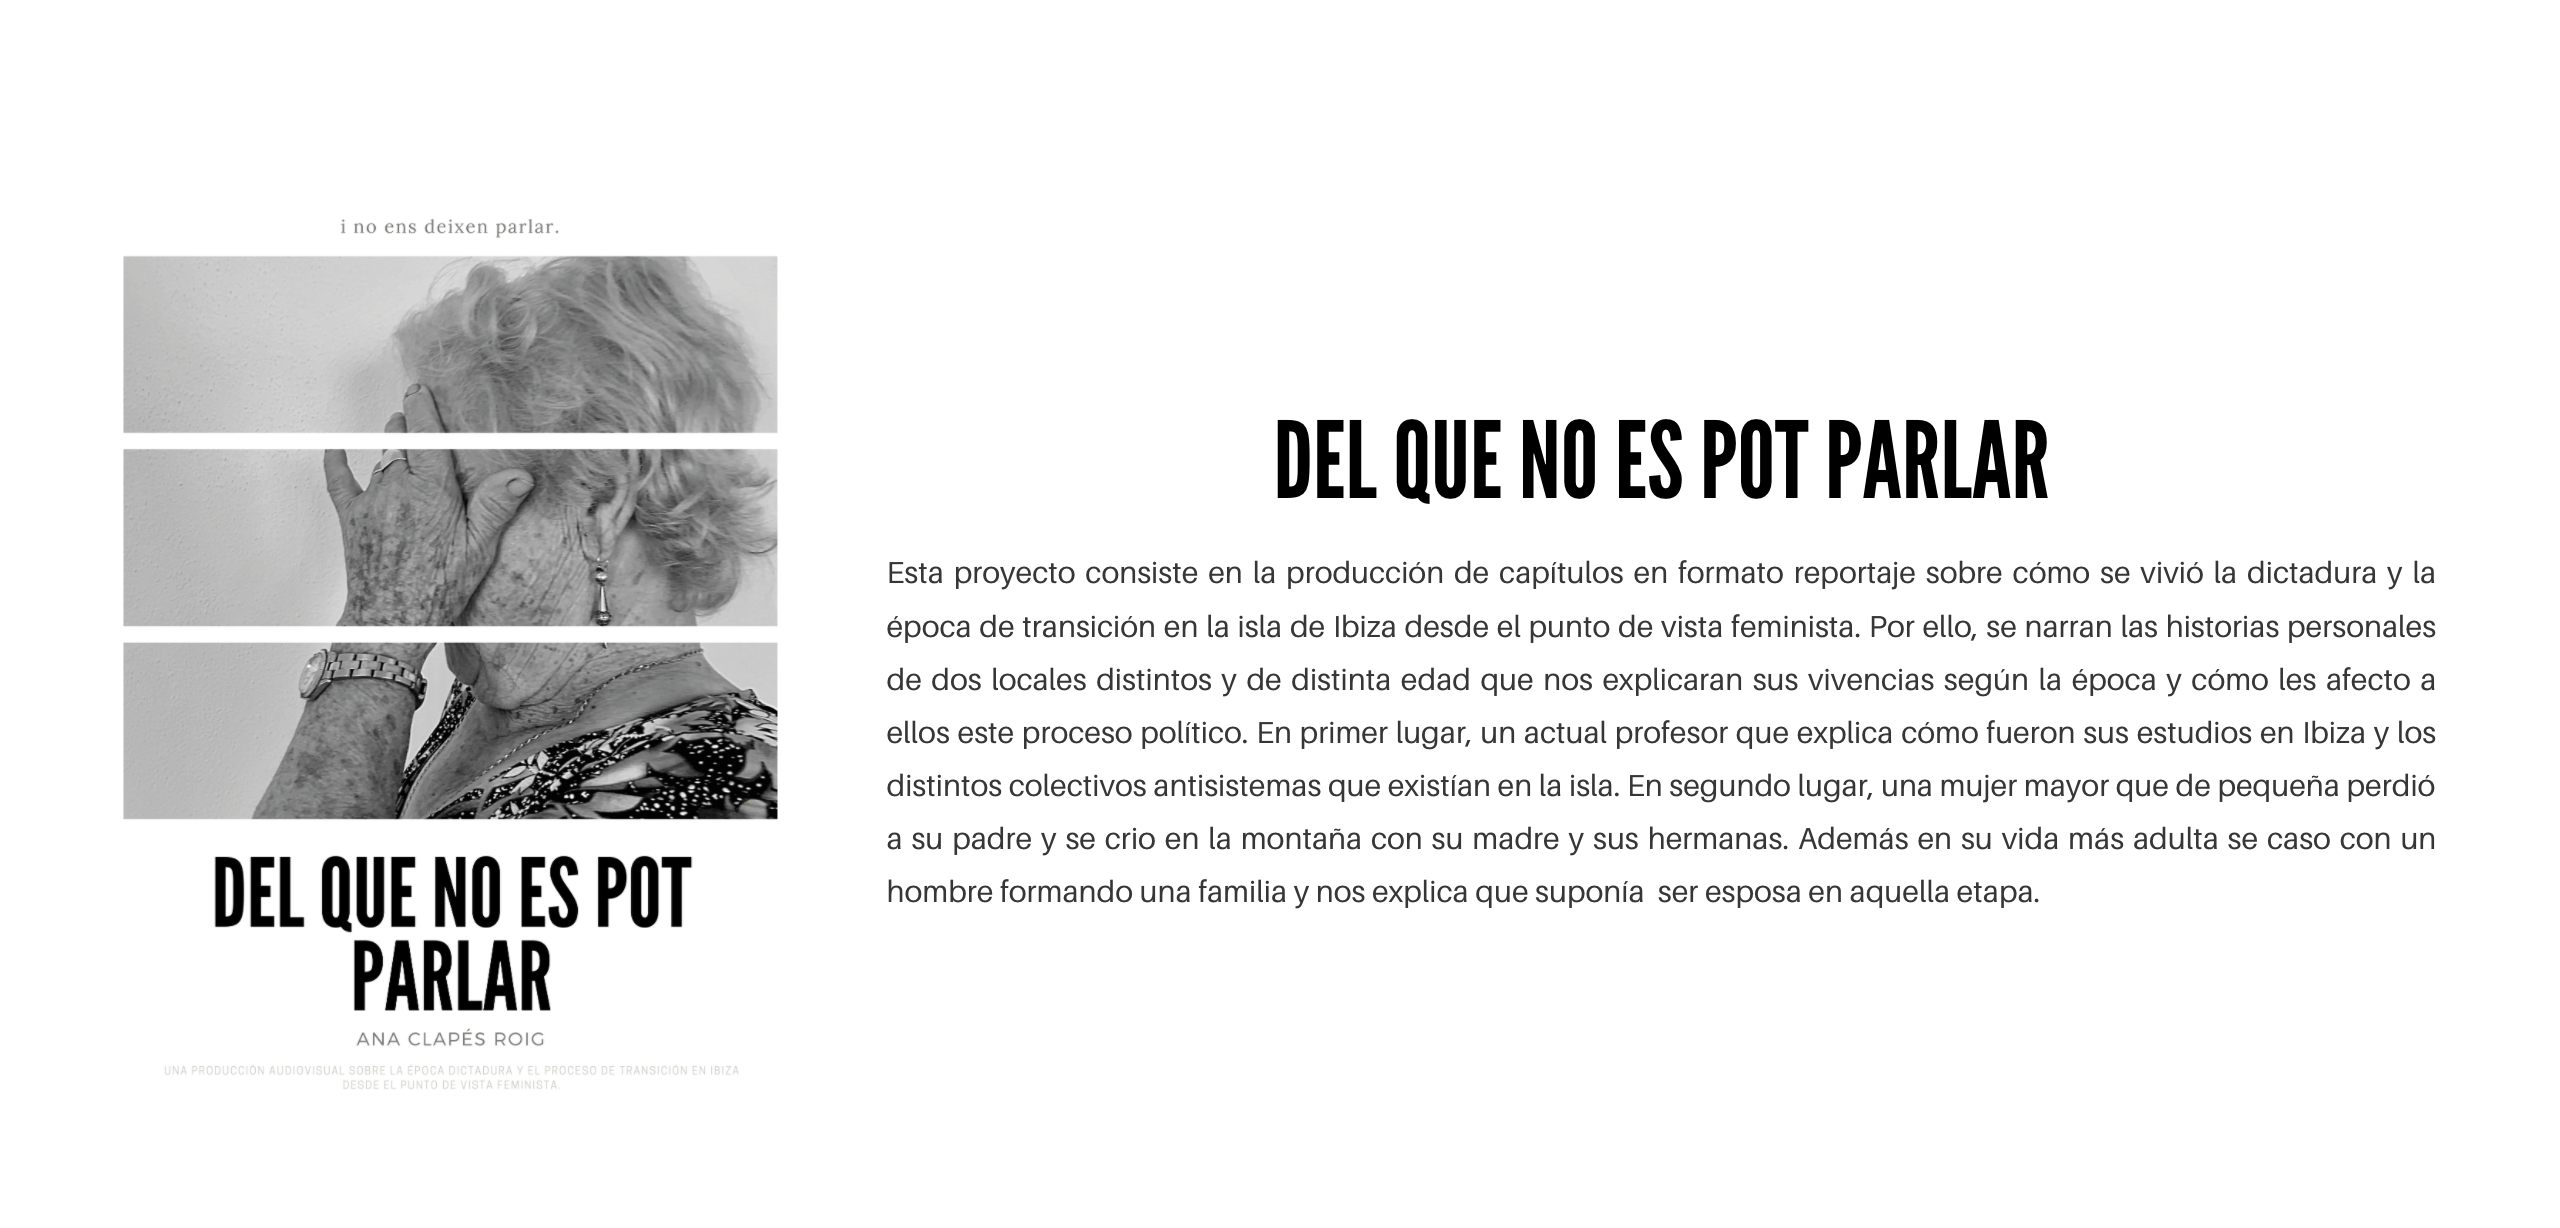 i no ens deixen parlar.
DEL QUE NO ES POT
PARLAR
ANA CLAPÉS ROIG
UNA PRODUCCIÓN AUDIOVISUAL SOBRE LA ÉPOCA DICTADURA Y EL PROCESO DE TRANSICIÓN EN IBIZA
DESDE EL PUNTO DE VISTA FEMINISTA.
DEL QUE NO ES POT PARLAR
Esta proyecto consiste en la producción de capítulos en formato reportaje sobre cómo se vivió la dictadura y la
época de transición en la isla de Ibiza desde el punto de vista feminista. Por ello, se narran las historias personales
de dos locales distintos y de distinta edad que nos explicaran sus vivencias según la época y cómo les afecto a
ellos este proceso político. En primer lugar, un actual profesor que explica cómo fueron sus estudios en Ibiza y los
distintos colectivos antisistemas que existían en la isla. En segundo lugar, una mujer mayor que de pequeña perdió
a su padre y se crio en la montaña con su madre y sus hermanas. Además en su vida más adulta se caso con un
hombre formando una familia y nos explica que suponía  ser esposa en aquella etapa.